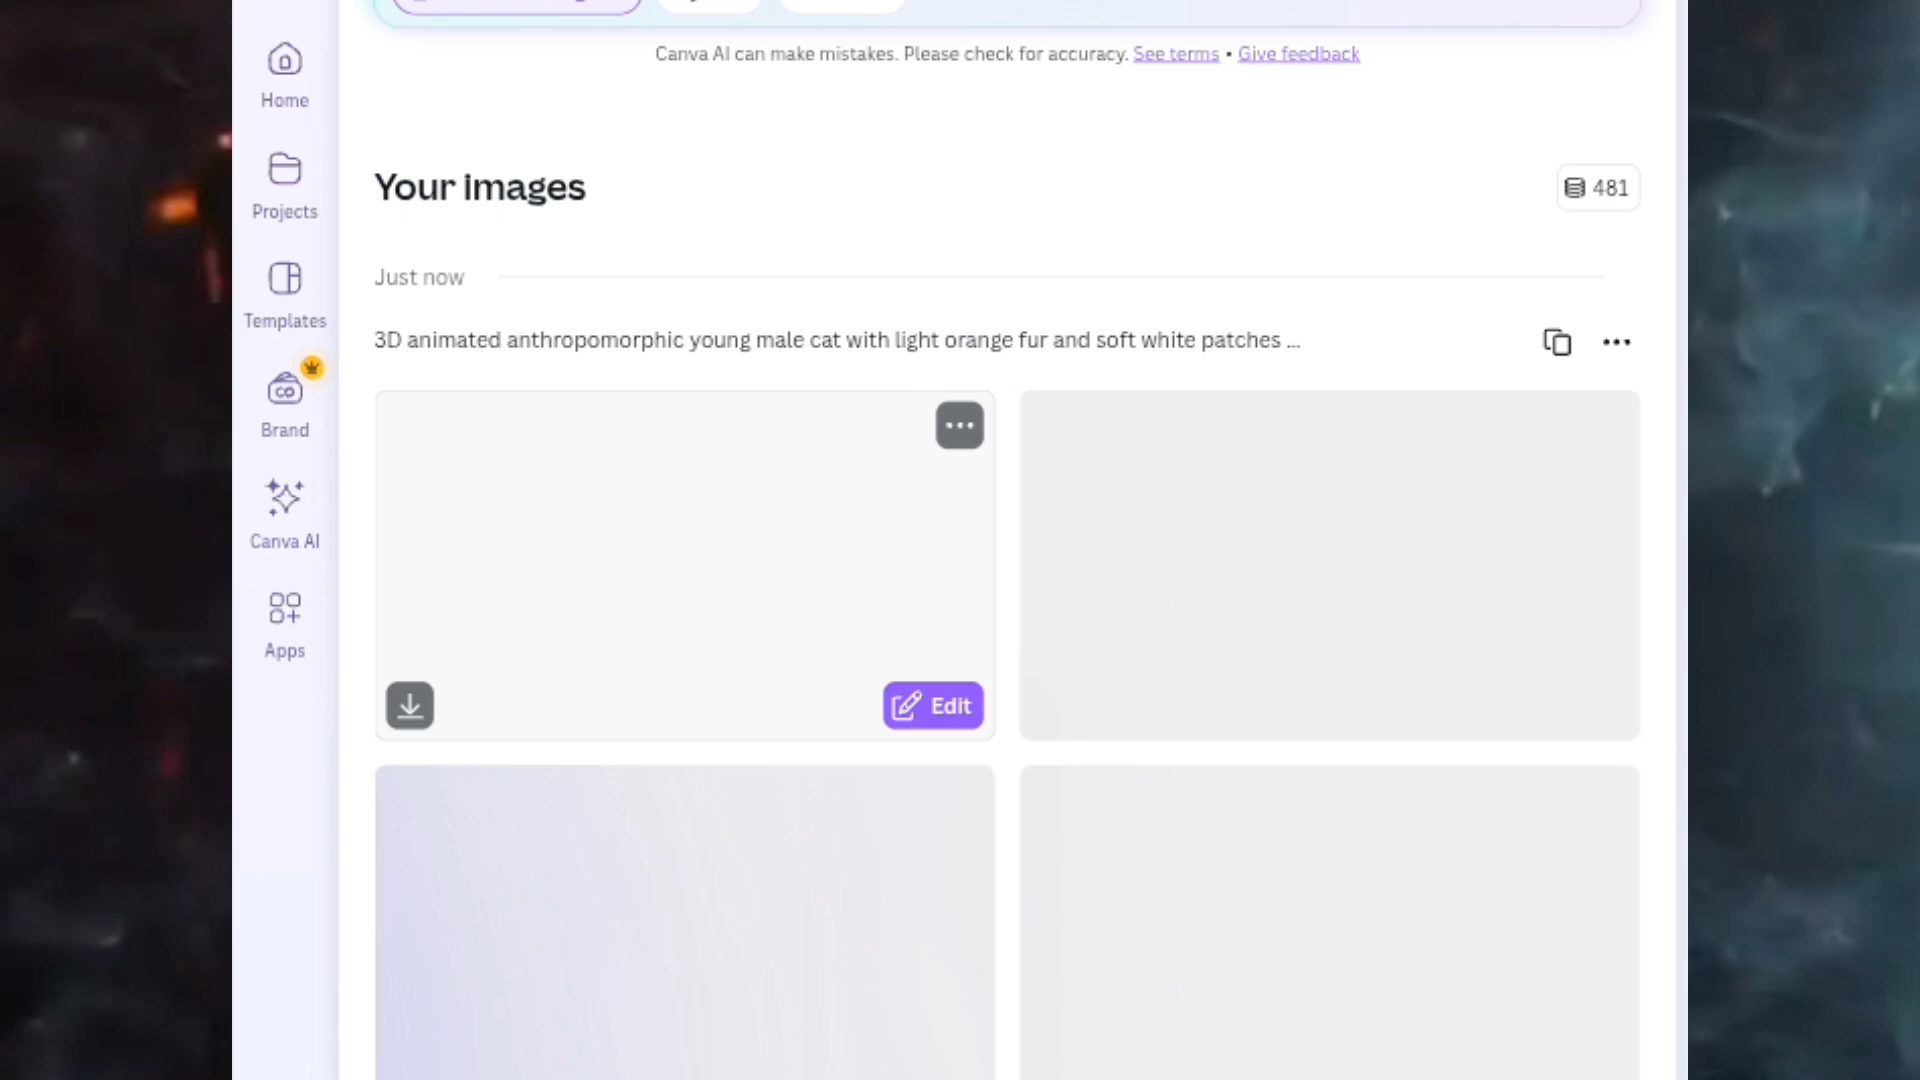 Canva AI can make mistakes. Please check for accuracy. See terms • Give feedback
Home
Projects
Templates
Brand
Canva AI
Apps
Your images
481
Just now
3D animated anthropomorphic young male cat with light orange fur and soft white patches ...
Edit